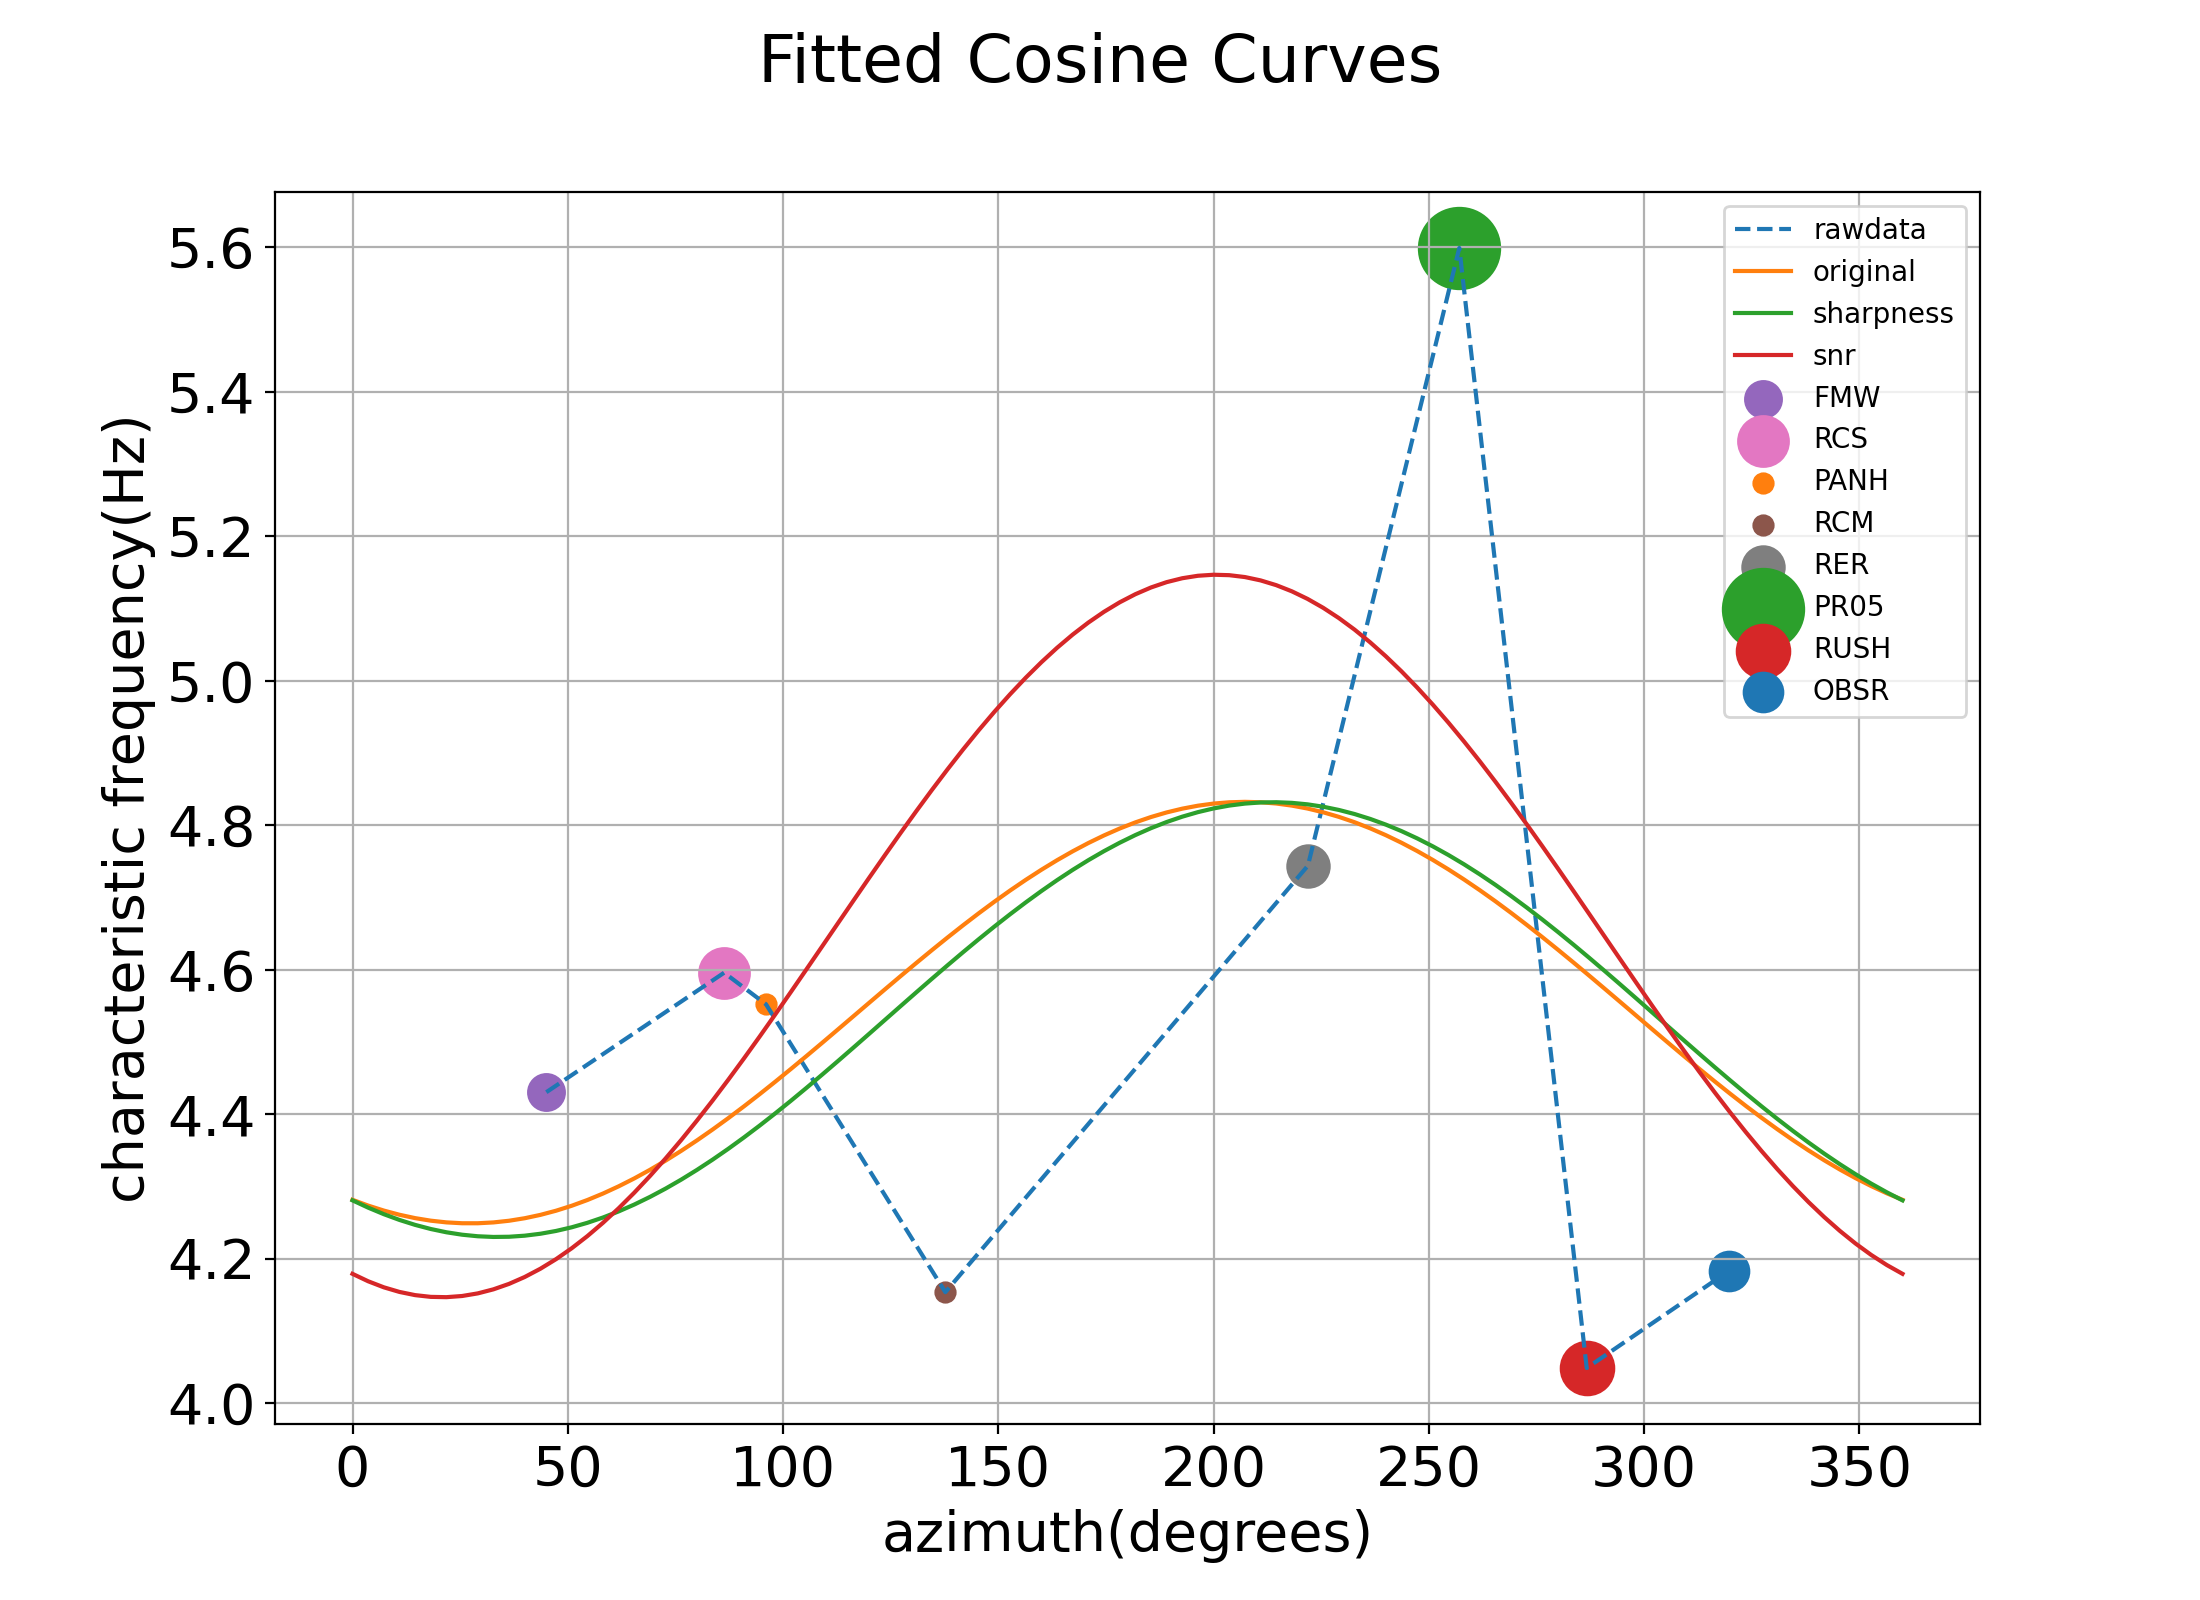 Fitted Cosine Curves
characteristic frequency(Hz)
5.6
5.4
5.2
5.0
4.8
4.6
4.4
4.2
4.0
rawdata
original
sharpness
snr
FMW
RCS
PANH
RCM
RER
PR05
RUSH
OBSR
0 50 100 150 200 250 300 350
azimuth(degrees)